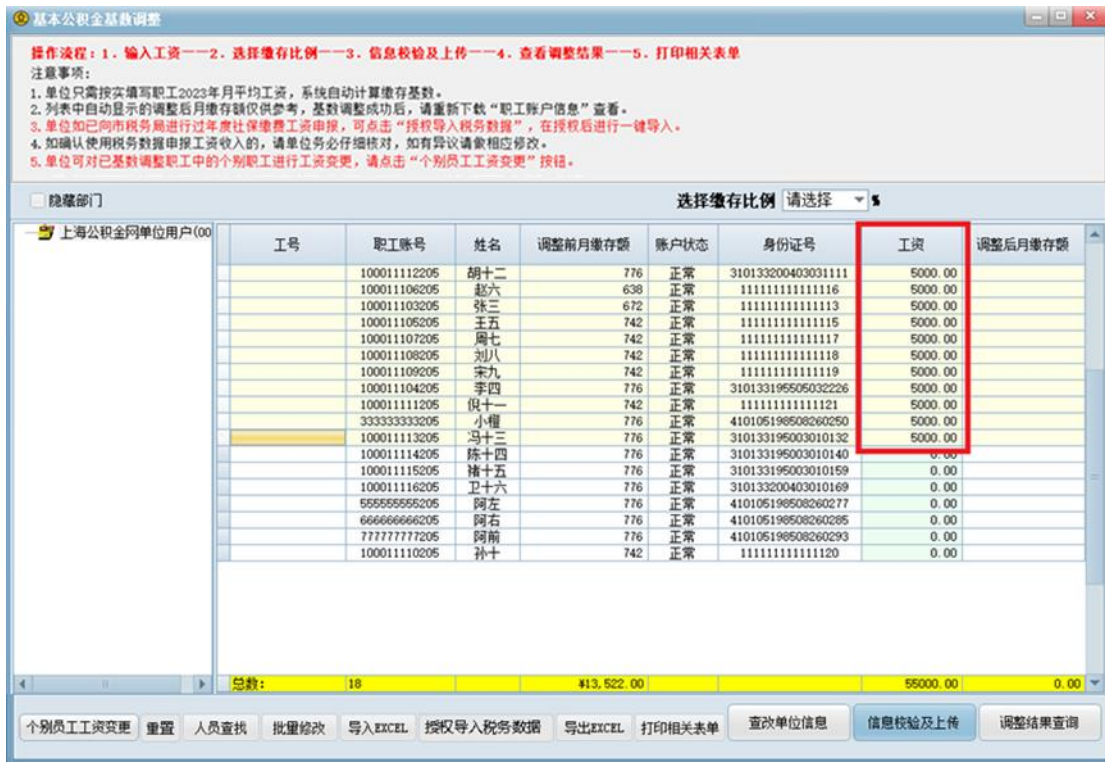 基本公积金基数调整
操作流程：1. 输入工资——2. 选择缴存比例——3. 信息校验及上传——4. 查看调整结果——5. 打印相关表单
注意事项：
1. 单位只需按实填写职工2023年月平均工资，系统自动计算缴存基数。
2. 列表中自动显示的调整后月缴存额仅供参考，基数调整成功后，请重新下载“职工账户信息”查看。
3. 单位如已向市税务局进行过年度社保缴费工资申报，可点击“授权导入税务数据”，在授权后进行一键导入。
4. 如确认使用税务数据申报工资收入的，请单位务必仔细核对，如有异议请做相应修改。
5. 单位可对已基数调整职工中的个别职工进行工资变更，请点击“个别员工工资变更”按钮。
隐藏部门 选择缴存比例 请选择 %
上海公积金网单位用户(00
工号 职工账号 姓名 调整前月缴存额 账户状态 身份证号 工资 调整后月缴存额
100011112205 胡十二 776 正常 310133200403031111 5000.00
100011106205 赵六 638 正常 111111111111116 5000.00
100011103205 张三 672 正常 111111111111113 5000.00
100011105205 王五 742 正常 111111111111115 5000.00
100011107205 周七 742 正常 111111111111117 5000.00
100011108205 刘八 742 正常 111111111111118 5000.00
100011109205 宋九 742 正常 111111111111119 5000.00
100011104205 李四 776 正常 310133195505032226 5000.00
100011111205 倪十一 742 正常 111111111111121 5000.00
333333333205 小橙 776 正常 410105198508260250 5000.00
100011113205 冯十三 776 正常 310133195003010132 5000.00
100011114205 陈十四 776 正常 310133195003010140 0.00
100011115205 褚十五 776 正常 310133195003010159 0.00
100011116205 卫十六 776 正常 310133200403010169 0.00
555555555205 阿左 776 正常 410105198508260277 0.00
666666666205 阿右 776 正常 410105198508260285 0.00
777777777205 阿前 776 正常 410105198508260293 0.00
100011110205 孙十 742 正常 111111111111120 0.00
总数： 18 ¥13,522.00 55000.00 0.00
个别员工工资变更 重置 人员查找 批量修改 导入EXCEL 授权导入税务数据 导出EXCEL 打印相关表单 查改单位信息 信息校验及上传 调整结果查询